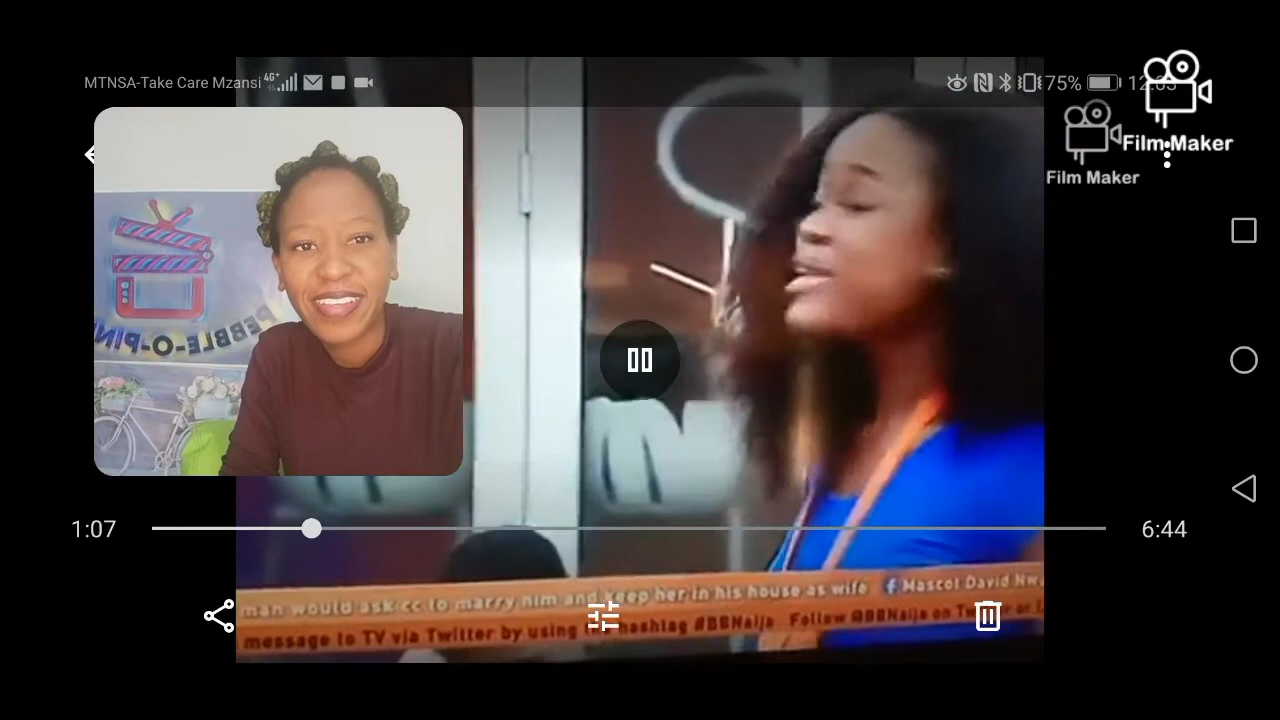 MTNSA-Take Care Mzansi 4G+
75%
Film Maker
Film Maker
PEBBLE-O-PIN
1:07
6:44
man would ask cc to marry him and keep her in his house as wife Mascot David Nw
message to TV via Twitter by using the hashtag #BBNaija Follow @BBNaija on